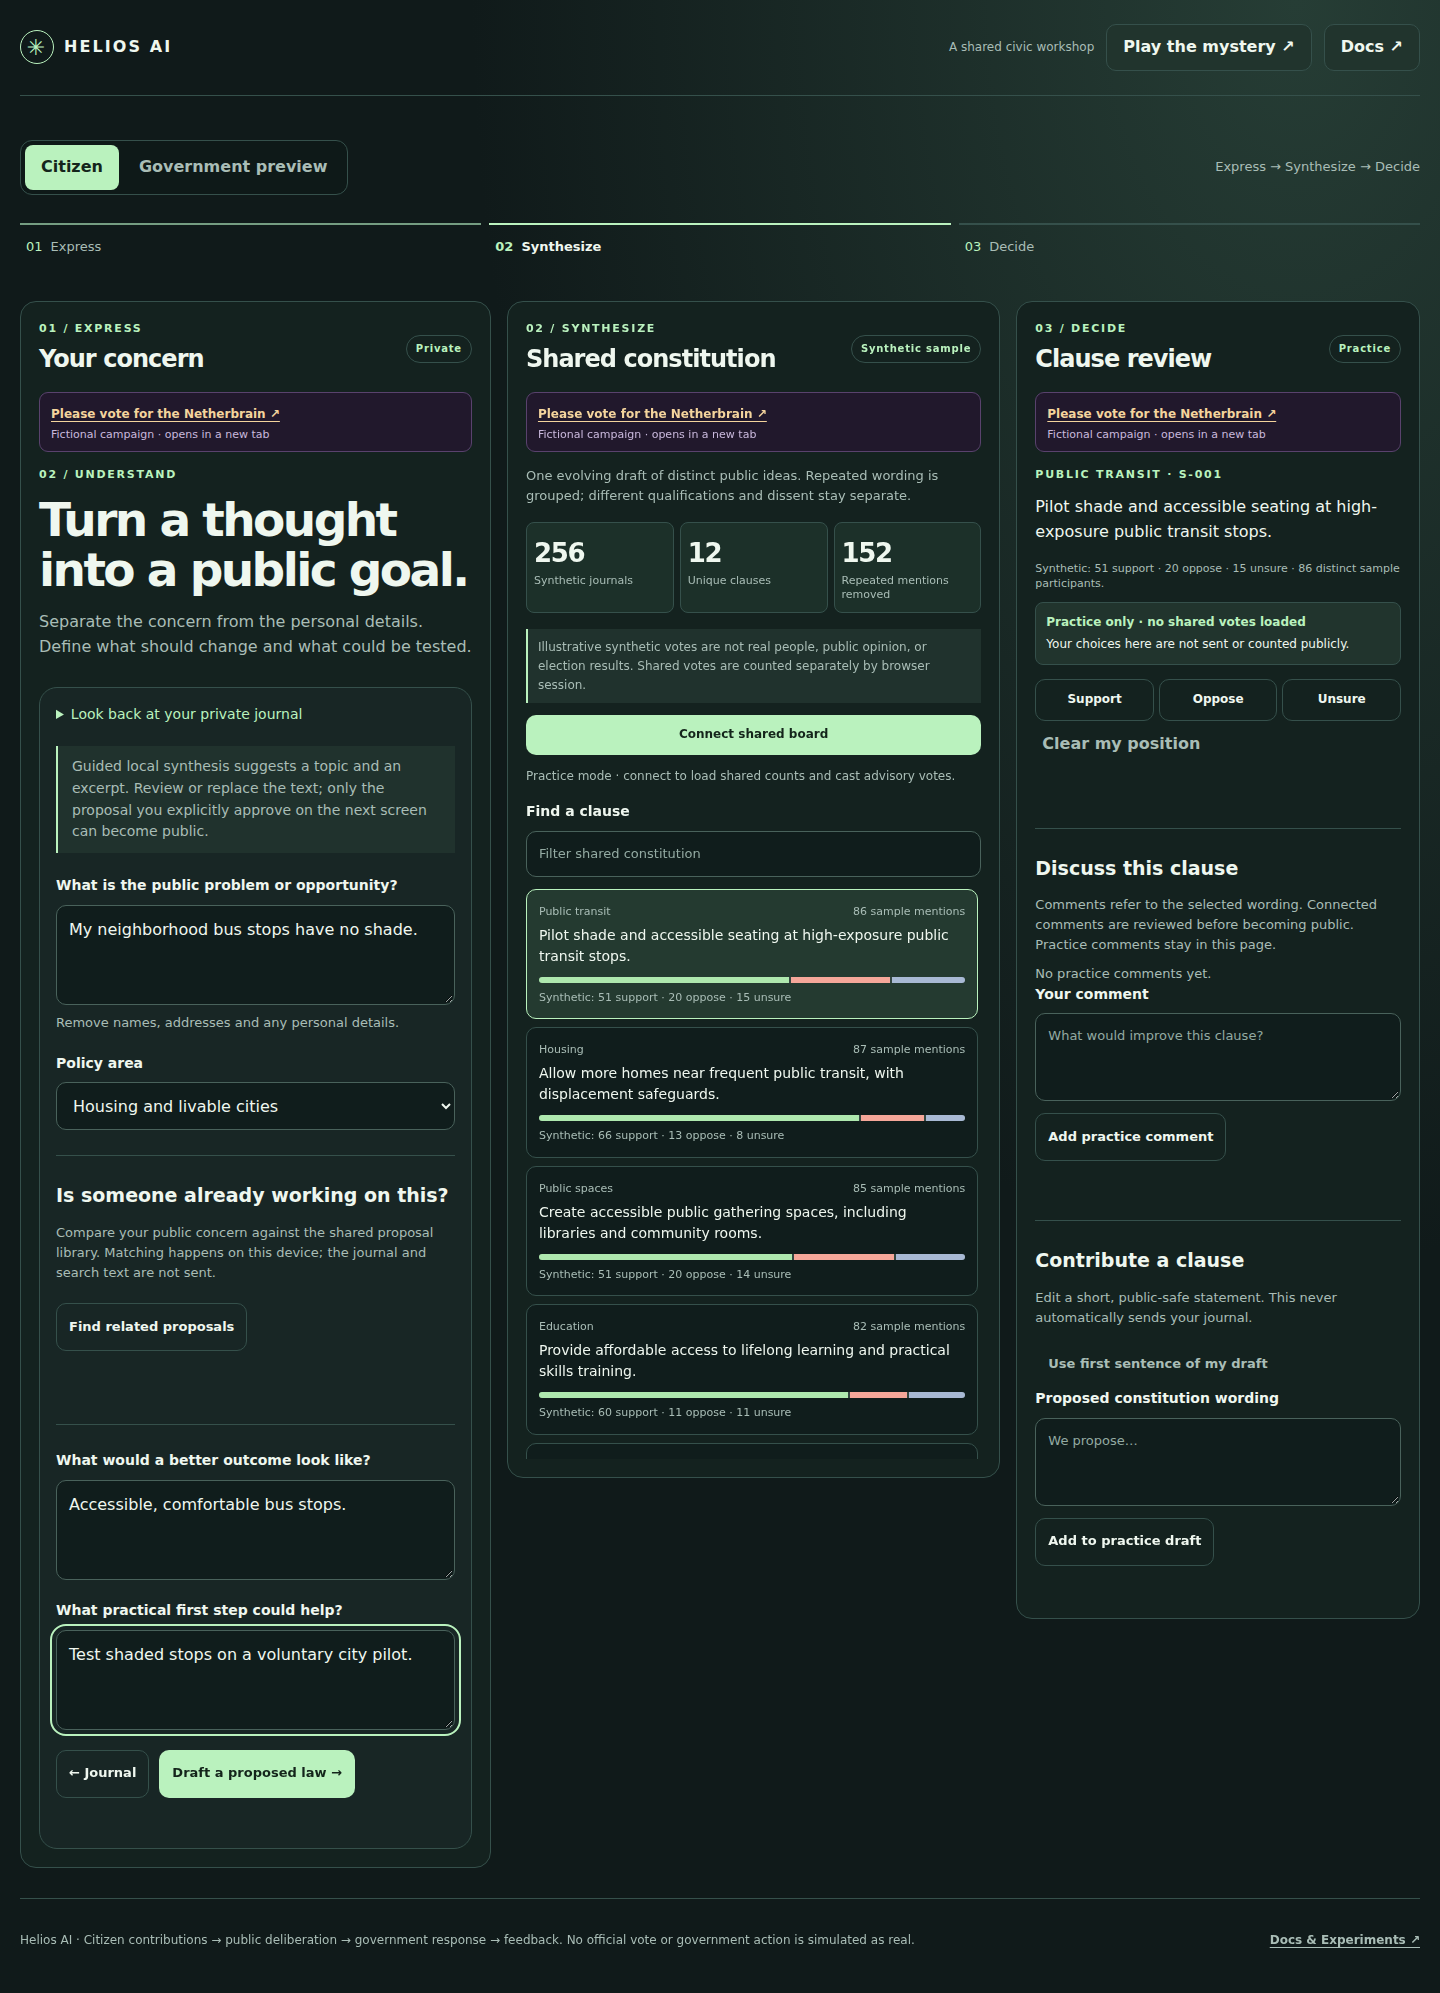 HELIOS AI
A shared civic workshop
Play the mystery ↗
Docs ↗
Citizen
Government preview
Express → Synthesize → Decide
01 Express
02 Synthesize
03 Decide
01 / EXPRESS
Your concern
Private
Please vote for the Netherbrain ↗
Fictional campaign · opens in a new tab
02 / UNDERSTAND
Turn a thought
into a public goal.
Separate the concern from the personal details.
Define what should change and what could be tested.
▶ Look back at your private journal
Guided local synthesis suggests a topic and an
excerpt. Review or replace the text; only the
proposal you explicitly approve on the next screen
can become public.
What is the public problem or opportunity?
My neighborhood bus stops have no shade.
Remove names, addresses and any personal details.
Policy area
Housing and livable cities
Is someone already working on this?
Compare your public concern against the shared proposal
library. Matching happens on this device; the journal and
search text are not sent.
Find related proposals
What would a better outcome look like?
Accessible, comfortable bus stops.
What practical first step could help?
Test shaded stops on a voluntary city pilot.
← Journal
Draft a proposed law →
02 / SYNTHESIZE
Shared constitution
Synthetic sample
Please vote for the Netherbrain ↗
Fictional campaign · opens in a new tab
One evolving draft of distinct public ideas. Repeated wording is
grouped; different qualifications and dissent stay separate.
256
Synthetic journals
12
Unique clauses
152
Repeated mentions
removed
Illustrative synthetic votes are not real people, public opinion, or
election results. Shared votes are counted separately by browser
session.
Connect shared board
Practice mode · connect to load shared counts and cast advisory votes.
Find a clause
Filter shared constitution
Public transit
86 sample mentions
Pilot shade and accessible seating at high-exposure public
transit stops.
Synthetic: 51 support · 20 oppose · 15 unsure
Housing
87 sample mentions
Allow more homes near frequent public transit, with
displacement safeguards.
Synthetic: 66 support · 13 oppose · 8 unsure
Public spaces
85 sample mentions
Create accessible public gathering spaces, including
libraries and community rooms.
Synthetic: 51 support · 20 oppose · 14 unsure
Education
82 sample mentions
Provide affordable access to lifelong learning and practical
skills training.
Synthetic: 60 support · 11 oppose · 11 unsure
03 / DECIDE
Clause review
Practice
Please vote for the Netherbrain ↗
Fictional campaign · opens in a new tab
PUBLIC TRANSIT · S-001
Pilot shade and accessible seating at high-
exposure public transit stops.
Synthetic: 51 support · 20 oppose · 15 unsure · 86 distinct sample
participants.
Practice only · no shared votes loaded
Your choices here are not sent or counted publicly.
Support
Oppose
Unsure
Clear my position
Discuss this clause
Comments refer to the selected wording. Connected
comments are reviewed before becoming public.
Practice comments stay in this page.
No practice comments yet.
Your comment
What would improve this clause?
Add practice comment
Contribute a clause
Edit a short, public-safe statement. This never
automatically sends your journal.
Use first sentence of my draft
Proposed constitution wording
We propose…
Add to practice draft
Helios AI · Citizen contributions → public deliberation → government response → feedback. No official vote or government action is simulated as real.
Docs & Experiments ↗